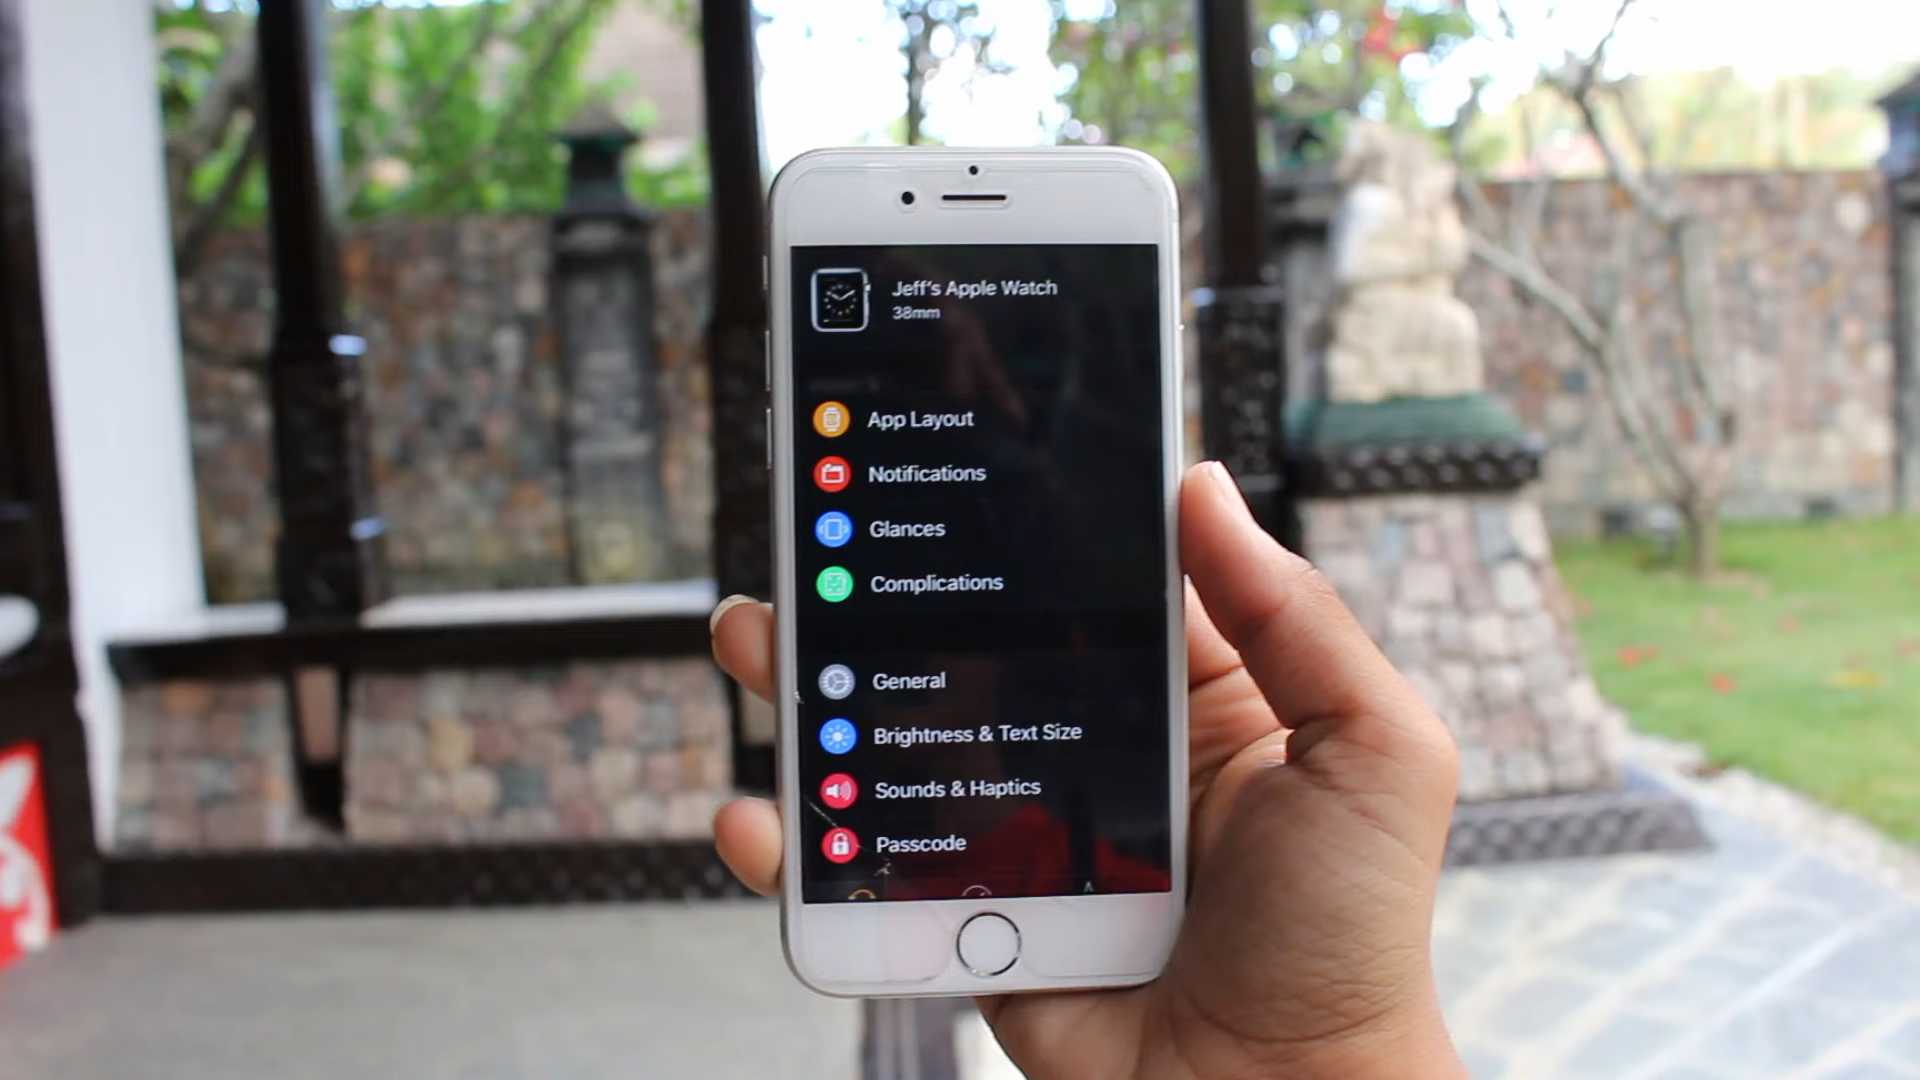 Jeff's Apple Watch
38mm
App Layout
Notifications
Glances
Complications
General
Brightness & Text Size
Sounds & Haptics
Passcode